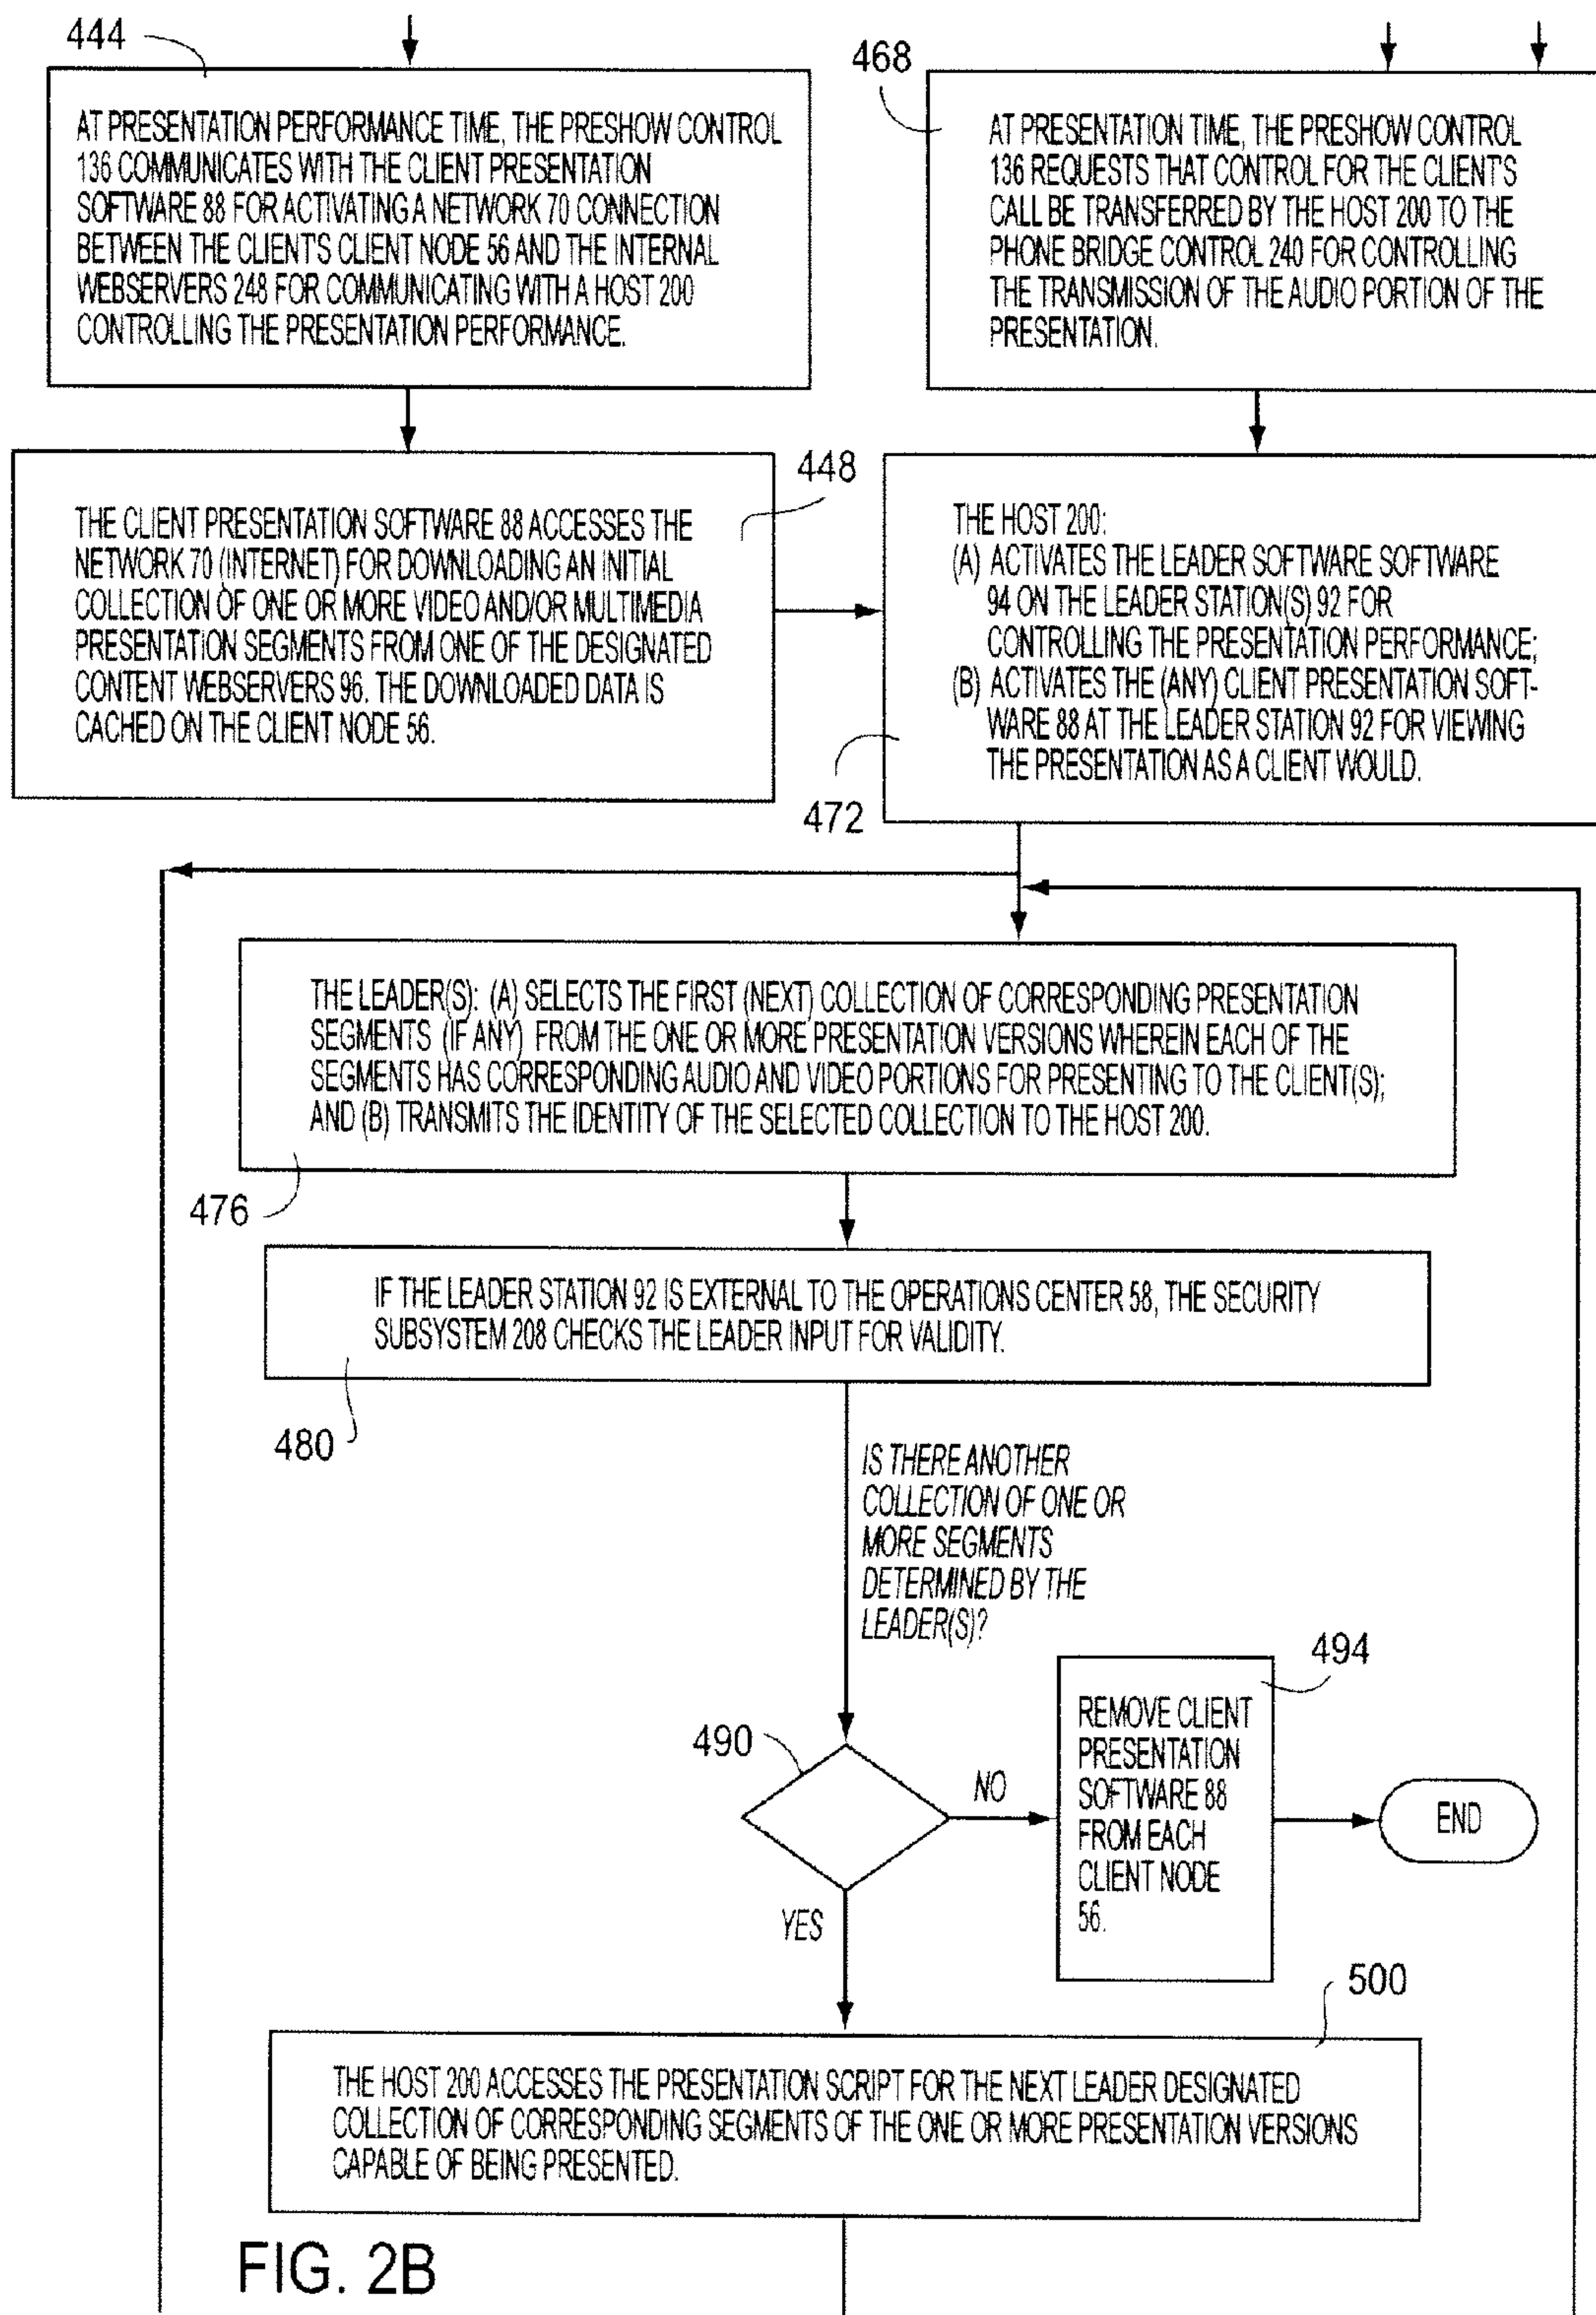 444
AT PRESENTATION PERFORMANCE TIME, THE PRESHOW CONTROL
136 COMMUNICATES WITH THE CLIENT PRESENTATION
SOFTWARE 88 FOR ACTIVATING A NETWORK 70 CONNECTION
BETWEEN THE CLIENT'S CLIENT NODE 56 AND THE INTERNAL
WEBSERVERS 248 FOR COMMUNICATING WITH A HOST 200
CONTROLLING THE PRESENTATION PERFORMANCE.
468
AT PRESENTATION TIME, THE PRESHOW CONTROL
136 REQUESTS THAT CONTROL FOR THE CLIENT'S
CALL BE TRANSFERRED BY THE HOST 200 TO THE
PHONE BRIDGE CONTROL 240 FOR CONTROLLING
THE TRANSMISSION OF THE AUDIO PORTION OF THE
PRESENTATION.
448
THE CLIENT PRESENTATION SOFTWARE 88 ACCESSES THE
NETWORK 70 (INTERNET) FOR DOWNLOADING AN INITIAL
COLLECTION OF ONE OR MORE VIDEO AND/OR MULTIMEDIA
PRESENTATION SEGMENTS FROM ONE OF THE DESIGNATED
CONTENT WEBSERVERS 96. THE DOWNLOADED DATA IS
CACHED ON THE CLIENT NODE 56.
THE HOST 200:
(A) ACTIVATES THE LEADER SOFTWARE SOFTWARE
94 ON THE LEADER STATION(S) 92 FOR
CONTROLLING THE PRESENTATION PERFORMANCE;
(B) ACTIVATES THE (ANY) CLIENT PRESENTATION SOFT-
WARE 88 AT THE LEADER STATION 92 FOR VIEWING
THE PRESENTATION AS A CLIENT WOULD.
472
THE LEADER(S): (A) SELECTS THE FIRST (NEXT) COLLECTION OF CORRESPONDING PRESENTATION
SEGMENTS (IF ANY) FROM THE ONE OR MORE PRESENTATION VERSIONS WHEREIN EACH OF THE
SEGMENTS HAS CORRESPONDING AUDIO AND VIDEO PORTIONS FOR PRESENTING TO THE CLIENT(S);
AND (B) TRANSMITS THE IDENTITY OF THE SELECTED COLLECTION TO THE HOST 200.
476
IF THE LEADER STATION 92 IS EXTERNAL TO THE OPERATIONS CENTER 58, THE SECURITY
SUBSYSTEM 208 CHECKS THE LEADER INPUT FOR VALIDITY.
480
IS THERE ANOTHER
COLLECTION OF ONE OR
MORE SEGMENTS
DETERMINED BY THE
LEADER(S)?
490
NO
494
REMOVE CLIENT
PRESENTATION
SOFTWARE 88
FROM EACH
CLIENT NODE
56.
END
YES
500
THE HOST 200 ACCESSES THE PRESENTATION SCRIPT FOR THE NEXT LEADER DESIGNATED
COLLECTION OF CORRESPONDING SEGMENTS OF THE ONE OR MORE PRESENTATION VERSIONS
CAPABLE OF BEING PRESENTED.
FIG. 2B